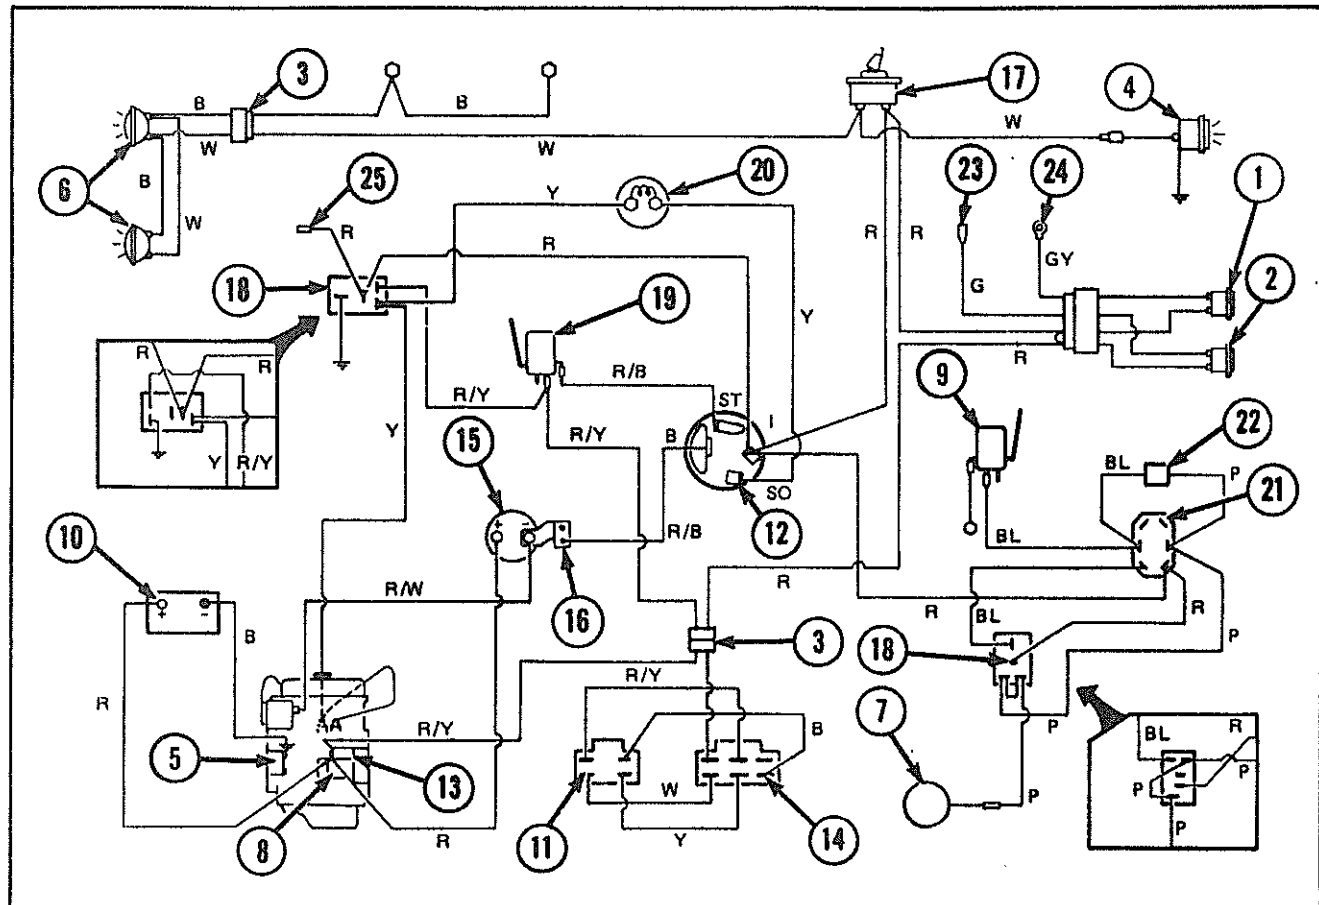 3
17
4
B
B
W
W
W
6
25
20
23
24
1
B
W
Y
R
R
R
GY
G
18
19
Y
2
R
R
R
R/B
9
R/Y
ST
I
22
Y
R/Y
B
BL
P
15
21
Y
R/Y
SO
12
10
R/B
BL
+
-
R/W
16
R
R
BL
R
P
+
-
B
3
18
R
R/Y
7
P
BL
R
R/Y
B
P
5
13
W
P
P
P
8
R
11
Y
14